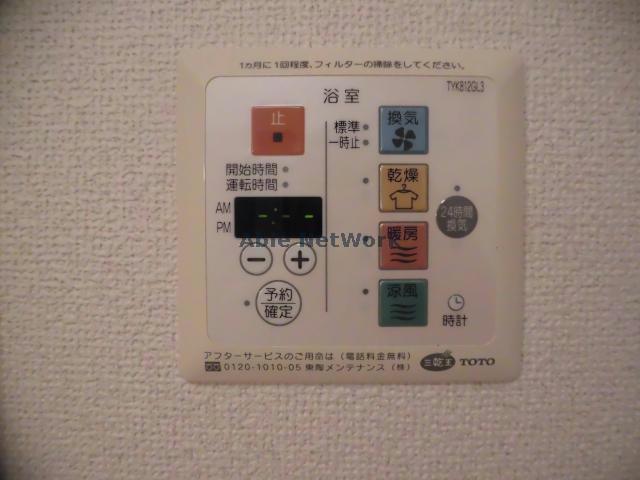 1ヵ月に1回程度、フィルターの掃除をしてください。
TYK812GL3
浴室
止
標準
一時止
換気
開始時間
運転時間
乾燥
AM
PM
- : - -
24時間
換気
暖房
Able NetWork
− +
予約
確定
涼風
時計
アフターサービスのご用命は(電話料金無料)
0120-1010-05 東陶メンテナンス(株)
三乾王 TOTO